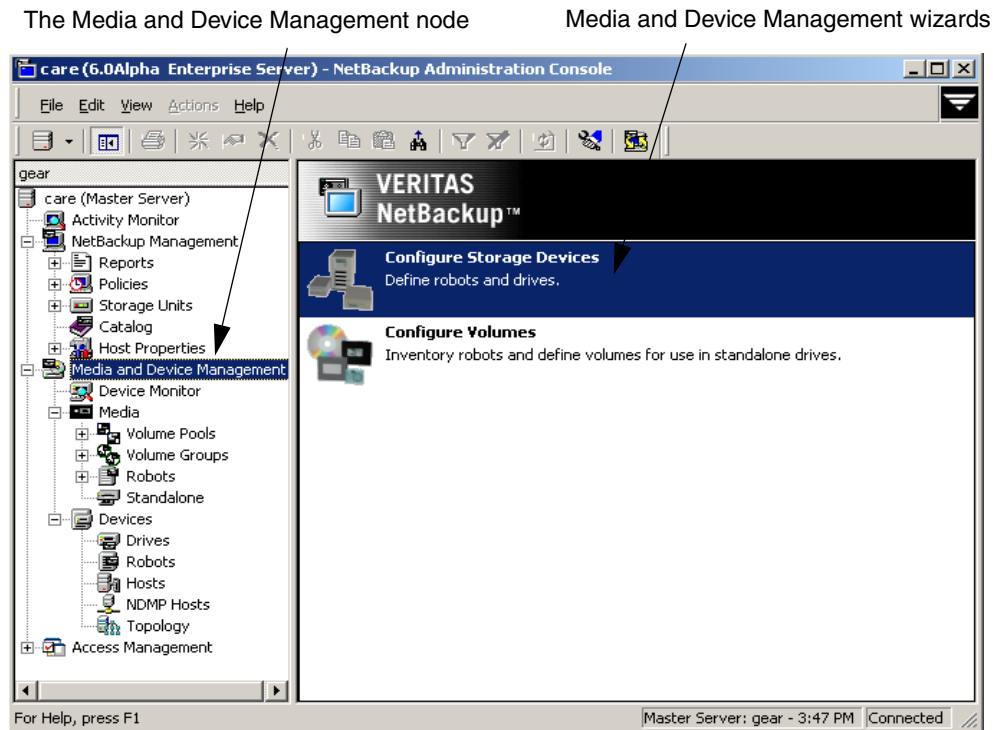 The Media and Device Management node
Media and Device Management wizards
care (6.0Alpha Enterprise Server) - NetBackup Administration Console
File Edit View Actions Help
gear
care (Master Server)
Activity Monitor
NetBackup Management
Reports
Policies
Storage Units
Catalog
Host Properties
Media and Device Management
Device Monitor
Media
Volume Pools
Volume Groups
Robots
Standalone
Devices
Drives
Robots
Hosts
NDMP Hosts
Topology
Access Management
VERITAS
NetBackup™
Configure Storage Devices
Define robots and drives.
Configure Volumes
Inventory robots and define volumes for use in standalone drives.
For Help, press F1
Master Server: gear - 3:47 PM
Connected